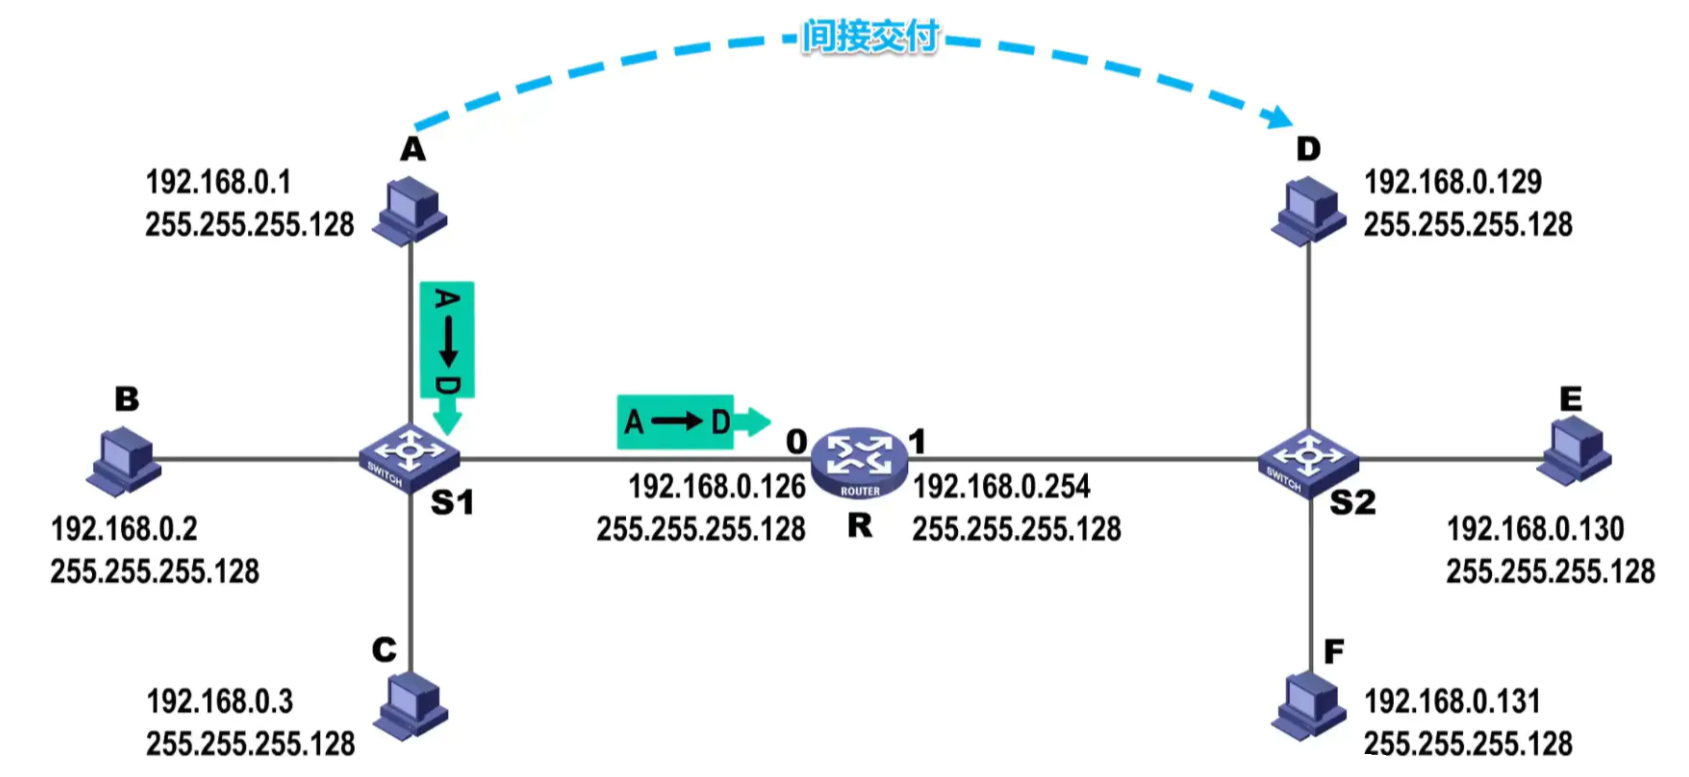 间接交付
A
D
192.168.0.1
255.255.255.128
192.168.0.129
255.255.255.128
A → D
B
A → D
0
1
E
SWITCH
S1
192.168.0.126
255.255.255.128
ROUTER
R
192.168.0.254
255.255.255.128
SWITCH
S2
192.168.0.2
255.255.255.128
192.168.0.130
255.255.255.128
C
F
192.168.0.3
255.255.255.128
192.168.0.131
255.255.255.128